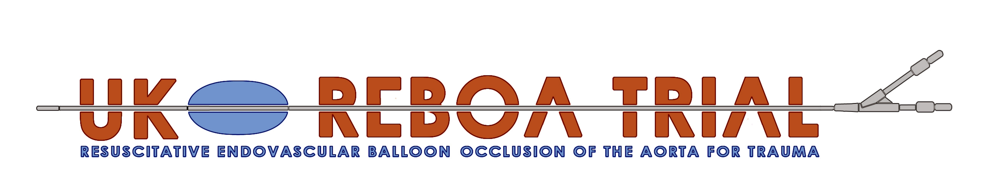 UK REBOA TRIAL
RESUSCITATIVE ENDOVASCULAR BALLOON OCCLUSION OF THE AORTA FOR TRAUMA